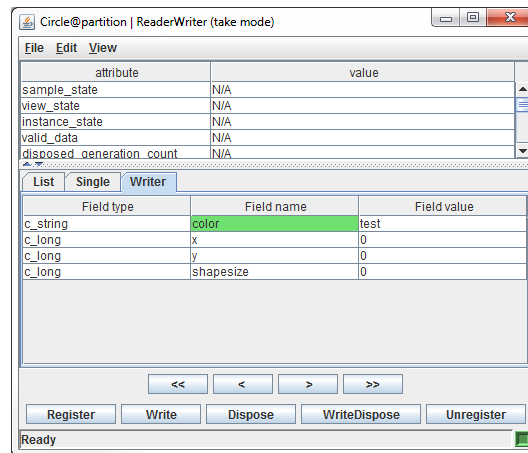 Circle@partition | ReaderWriter (take mode)
File Edit View
attribute value
sample_state N/A
view_state N/A
instance_state N/A
valid_data N/A
disposed_generation_count N/A
List Single Writer
Field type Field name Field value
c_string color test
c_long x 0
c_long y 0
c_long shapesize 0
<< < > >>
Register Write Dispose WriteDispose Unregister
Ready